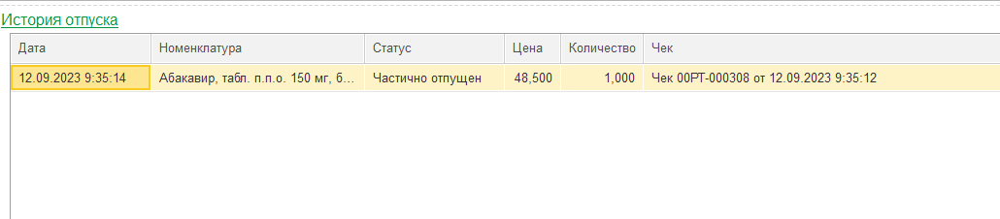 История отпуска
Дата Номенклатура Статус Цена Количество Чек
12.09.2023 9:35:14 Абакавир, табл. п.п.о. 150 мг, б... Частично отпущен 48,500 1,000 Чек 00РТ-000308 от 12.09.2023 9:35:12